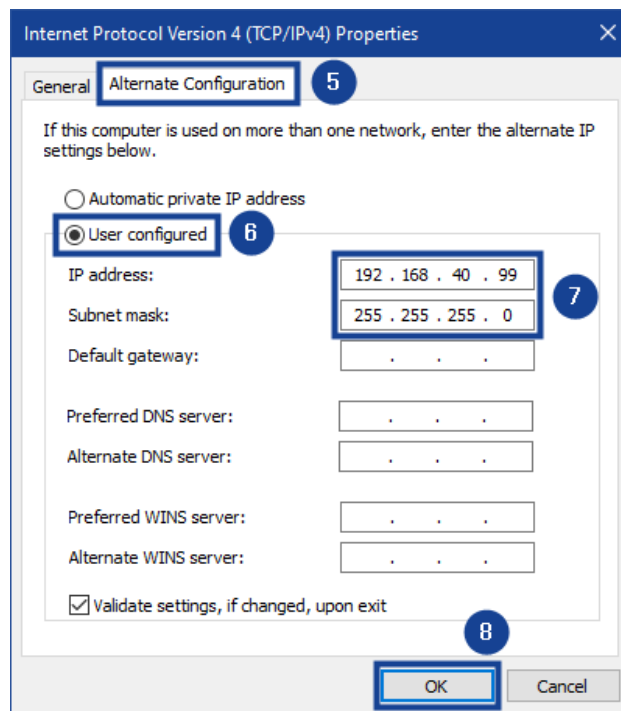 Internet Protocol Version 4 (TCP/IPv4) Properties
General
Alternate Configuration
5
If this computer is used on more than one network, enter the alternate IP
settings below.
Automatic private IP address
User configured
6
IP address:
192 . 168 . 40 . 99
7
Subnet mask:
255 . 255 . 255 . 0
Default gateway:
. . .
Preferred DNS server:
. . .
Alternate DNS server:
. . .
Preferred WINS server:
. . .
Alternate WINS server:
. . .
Validate settings, if changed, upon exit
8
OK
Cancel